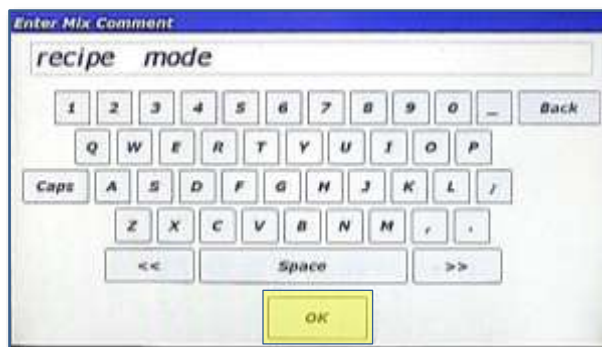 Enter Mix Comment
recipe mode
1 2 3 4 5 6 7 8 9 0 _ Back
Q W E R T Y U I O P
Caps A S D F G H J K L /
Z X C V B N M , .
<< Space >>
OK